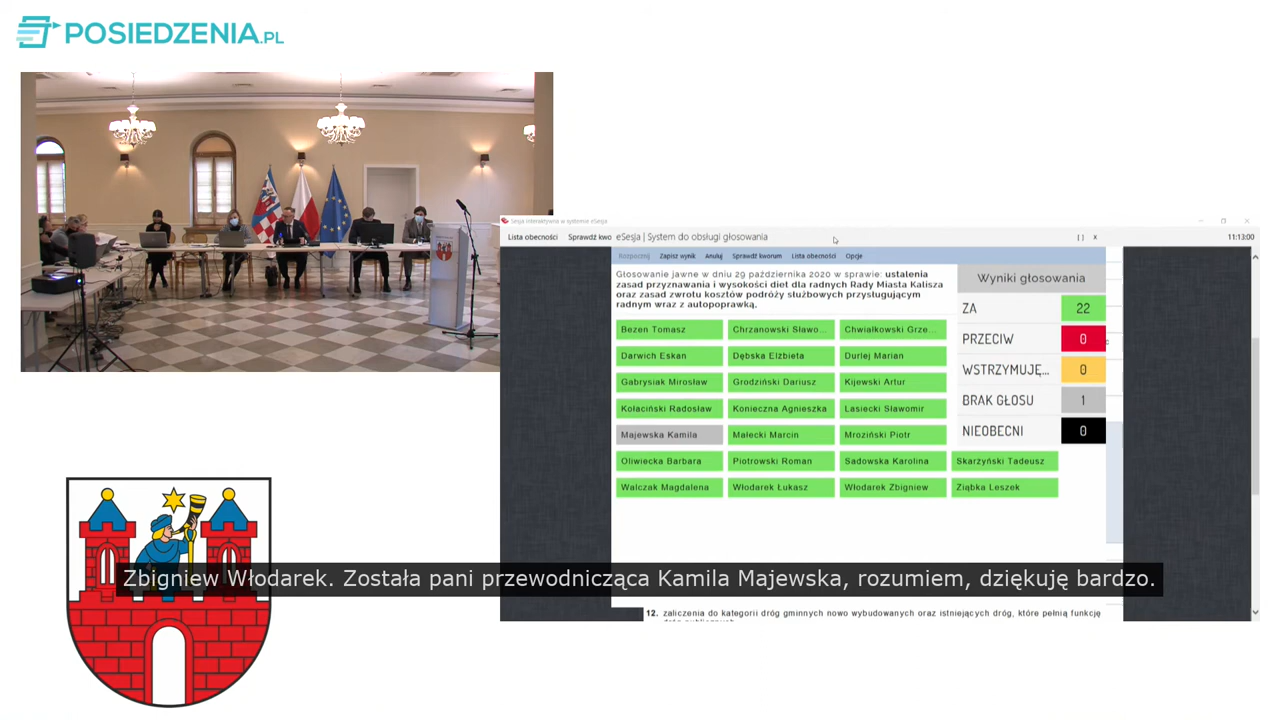 POSIEDZENIA.PL
Sesja interaktywna w systemie eSesja
Lista obecności Sprawdź kwo
eSesja | System do obsługi głosowania
[ ] x
11:13:00
Rozpocznij Zapisz wynik Anuluj Sprawdź kworum Lista obecności Opcje
Głosowanie jawne w dniu 29 października 2020 w sprawie: ustalenia
zasad przyznawania i wysokości diet dla radnych Rady Miasta Kalisza
oraz zasad zwrotu kosztów podróży służbowych przysługującym
radnym wraz z autopoprawką.
Wyniki głosowania
ZA 22
PRZECIW 0
WSTRZYMUJĘ... 0
BRAK GŁOSU 1
NIEOBECNI 0
Bezen Tomasz Chrzanowski Sławo... Chwiałkowski Grze...
Darwich Eskan Dębska Elżbieta Durlej Marian
Gabrysiak Mirosław Grodziński Dariusz Kijewski Artur
Kołaciński Radosław Konieczna Agnieszka Lasiecki Sławomir
Majewska Kamila Małecki Marcin Mroziński Piotr
Oliwiecka Barbara Piotrowski Roman Sadowska Karolina Skarżyński Tadeusz
Walczak Magdalena Włodarek Łukasz Włodarek Zbigniew Ziąbka Leszek
Zbigniew Włodarek. Została pani przewodnicząca Kamila Majewska, rozumiem, dziękuję bardzo.
12. zaliczenia do kategorii dróg gminnych nowo wybudowanych oraz istniejących dróg, które pełnią funkcję